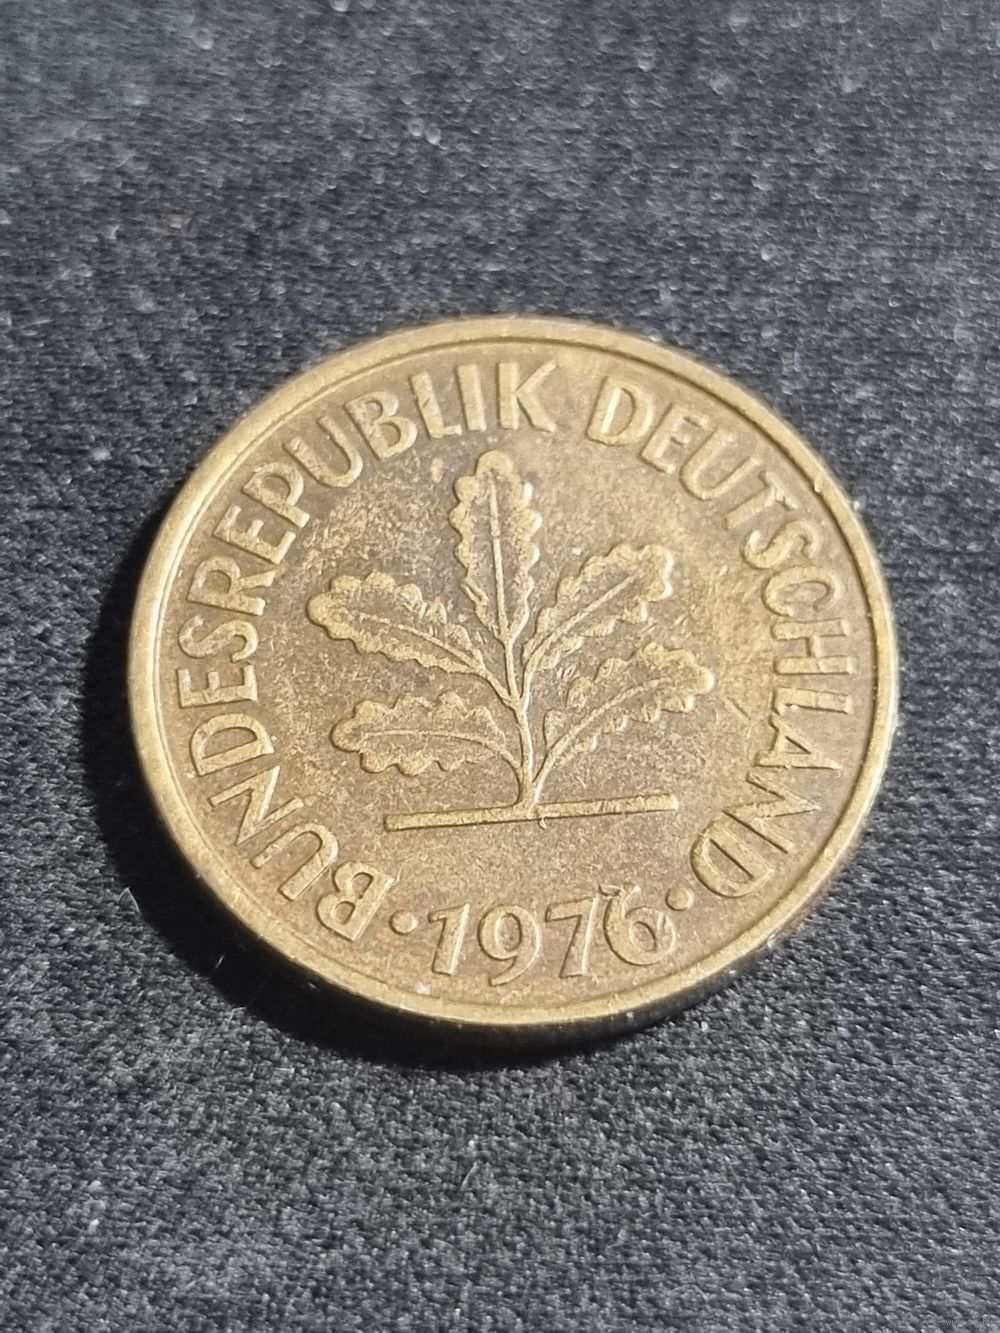 BUNDESREPUBLIK DEUTSCHLAND
· 1976 ·